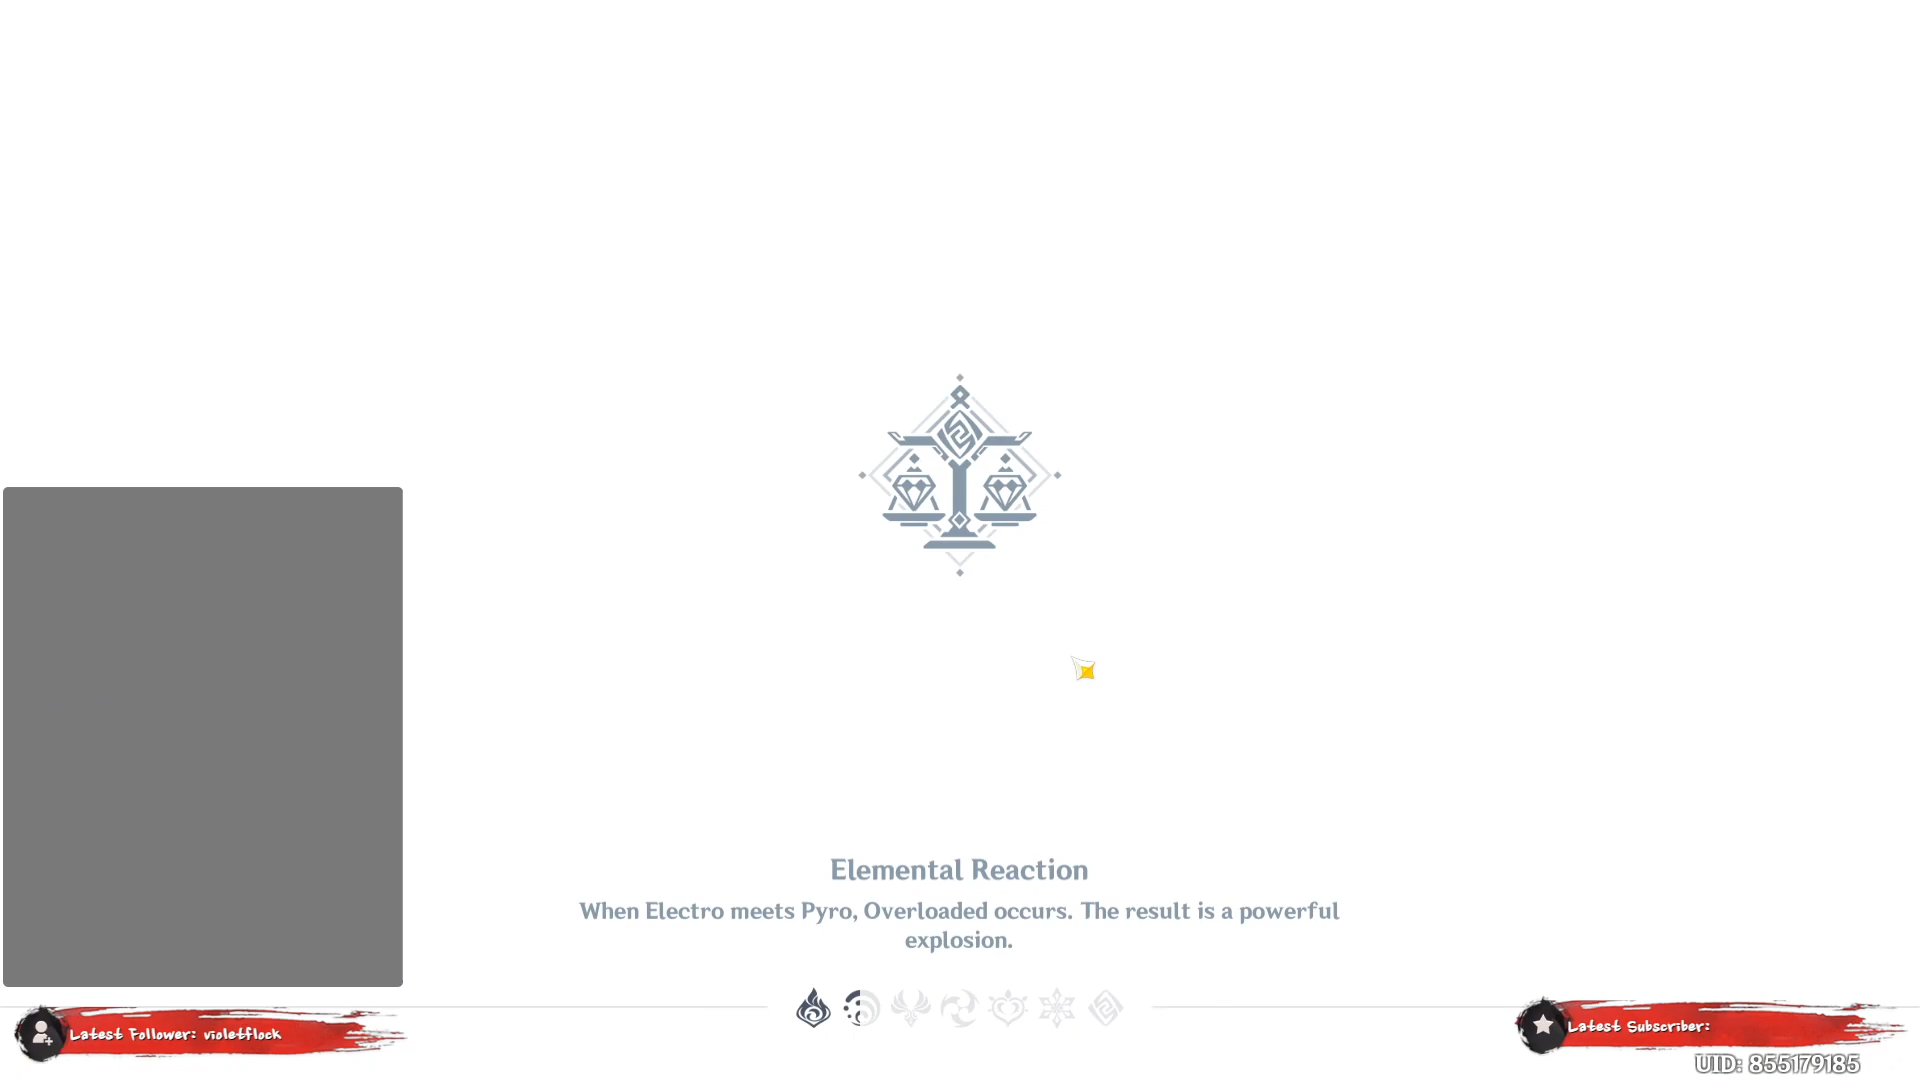 Elemental Reaction
When Electro meets Pyro, Overloaded occurs. The result is a powerful
explosion.
Latest Follower: violetflock
Latest Subscriber:
UID: 855179185